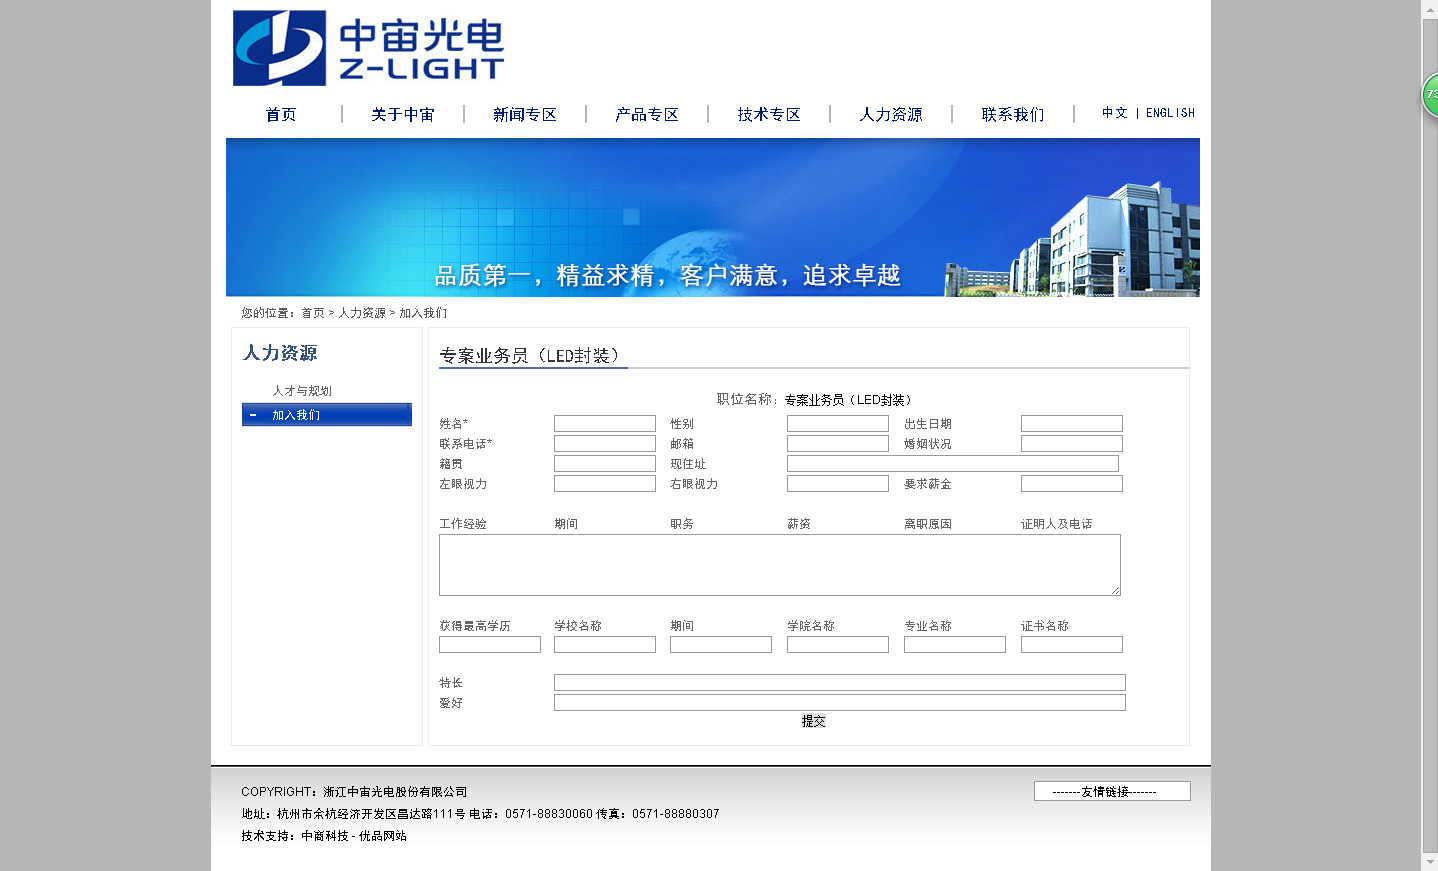 中宙光电
Z-LIGHT
首页 关于中宙 新闻专区 产品专区 技术专区 人力资源 联系我们 中文 | ENGLISH
73
品质第一，精益求精，客户满意，追求卓越
您的位置：首页 > 人力资源 > 加入我们
人力资源
人才与规划
加入我们
专案业务员（LED封装）
职位名称：专案业务员（LED封装）
姓名* 性别 出生日期
联系电话* 邮箱 婚姻状况
籍贯 现住址
左眼视力 右眼视力 要求薪金
工作经验 期间 职务 薪资 离职原因 证明人及电话
获得最高学历 学校名称 期间 学院名称 专业名称 证书名称
特长
爱好
提交
COPYRIGHT：浙江中宙光电股份有限公司
-------友情链接-------
地址：杭州市余杭经济开发区昌达路111号 电话：0571-88830060 传真：0571-88880307
技术支持：中商科技 - 优品网站